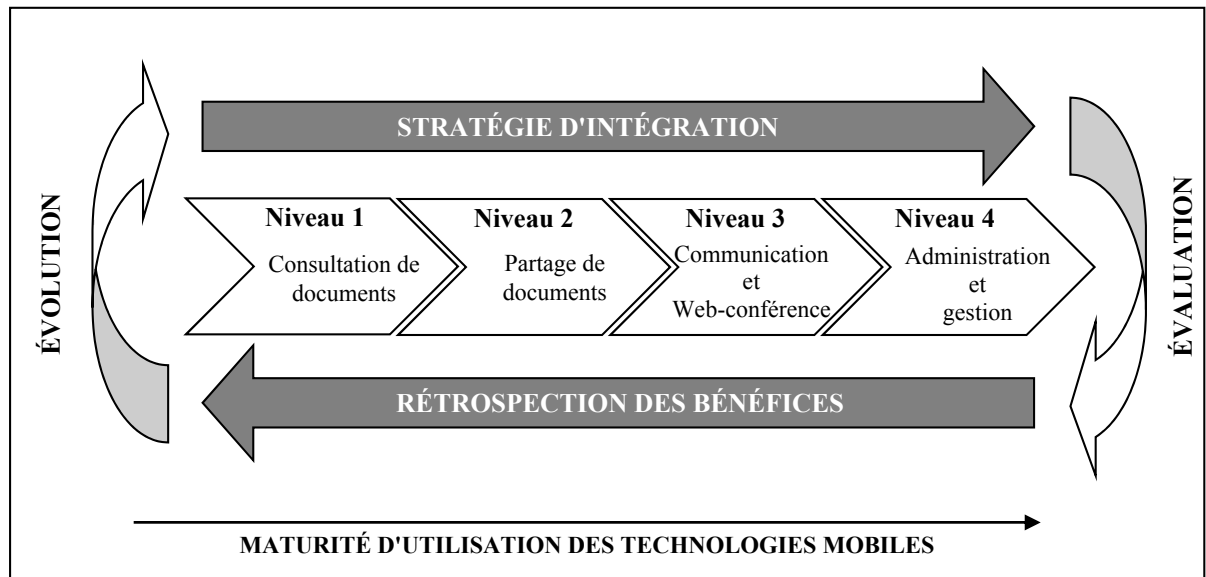 STRATÉGIE D'INTÉGRATION
ÉVOLUTION
Niveau 1
Consultation de
documents
Niveau 2
Partage de
documents
Niveau 3
Communication
et
Web-conférence
Niveau 4
Administration
et
gestion
ÉVALUATION
RÉTROSPECTION DES BÉNÉFICES
MATURITÉ D'UTILISATION DES TECHNOLOGIES MOBILES